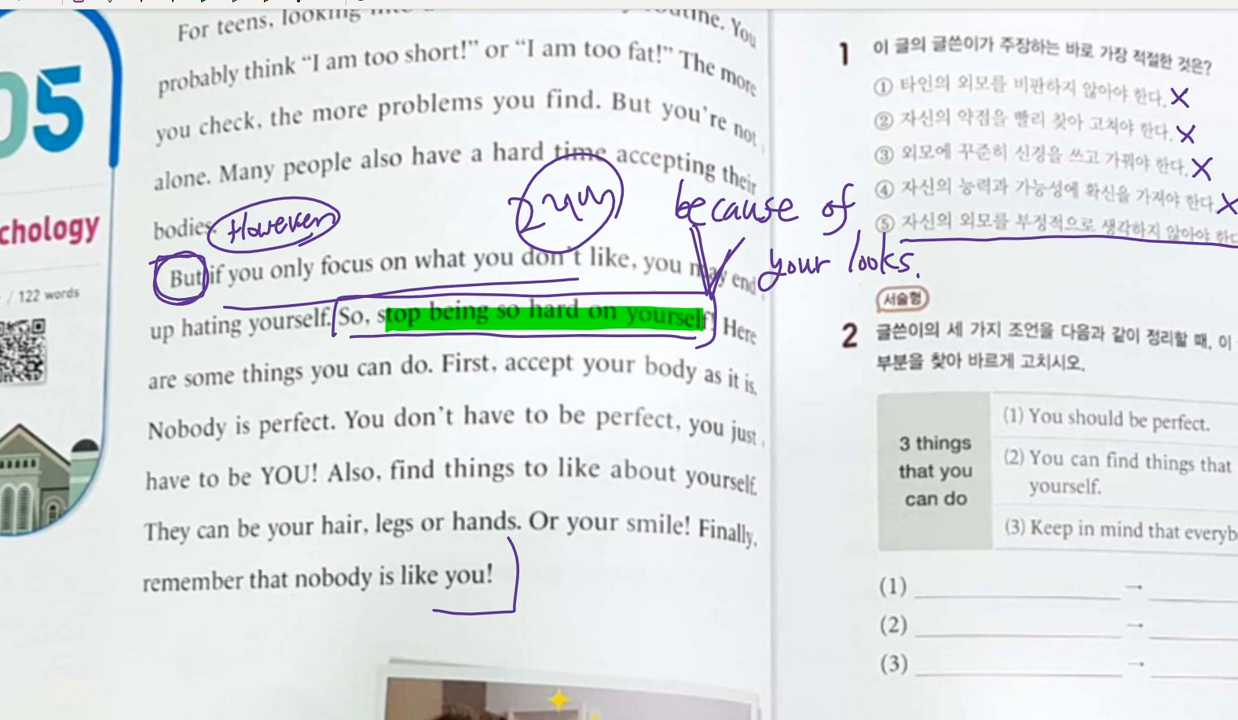 05
chology
/ 122 words
For teens, looking
routine. You
probably think “I am too short!” or “I am too fat!” The more
you check, the more problems you find. But you’re not
alone. Many people also have a hard time accepting their
bodies.
However
But if you only focus on what you don’t like, you may end
because of
your looks.
up hating yourself. So, stop being so hard on yourself! Here
are some things you can do. First, accept your body as it is.
Nobody is perfect. You don’t have to be perfect, you just
have to be YOU! Also, find things to like about yourself.
They can be your hair, legs or hands. Or your smile! Finally,
remember that nobody is like you!
1 이 글의 글쓴이가 주장하는 바로 가장 적절한 것은?
① 타인의 외모를 비판하지 않아야 한다. X
② 자신의 약점을 빨리 찾아 고쳐야 한다. X
③ 외모에 꾸준히 신경을 쓰고 가꿔야 한다. X
④ 자신의 능력과 가능성에 확신을 가져야 한다 X
⑤ 자신의 외모를 부정적으로 생각하지 않아야 한다
서술형
2 글쓴이의 세 가지 조언을 다음과 같이 정리할 때, 이
부분을 찾아 바르게 고치시오.
3 things
that you
can do
(1) You should be perfect.
(2) You can find things that
yourself.
(3) Keep in mind that everyb
(1) →
(2) →
(3) →